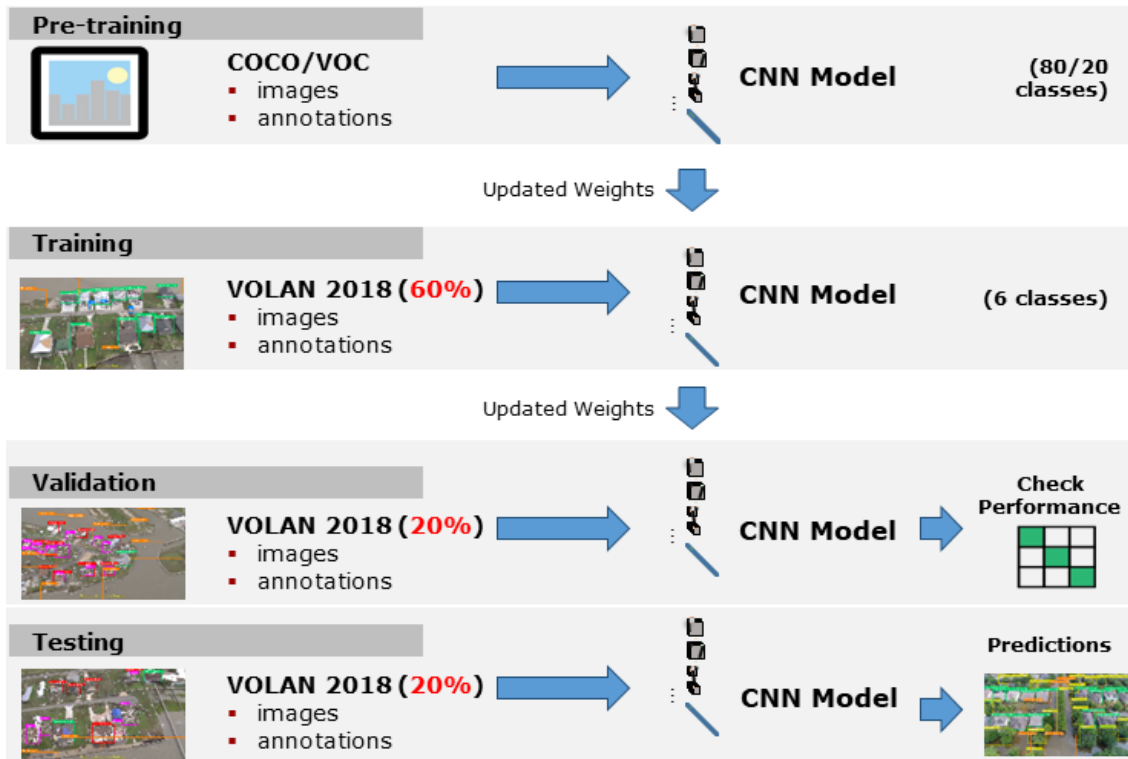 Pre-training
COCO/VOC
images
annotations
CNN Model
(80/20
classes)
Updated Weights
Training
VOLAN 2018 (60%)
images
annotations
CNN Model
(6 classes)
Updated Weights
Validation
VOLAN 2018 (20%)
images
annotations
CNN Model
Check
Performance
Testing
VOLAN 2018 (20%)
images
annotations
CNN Model
Predictions